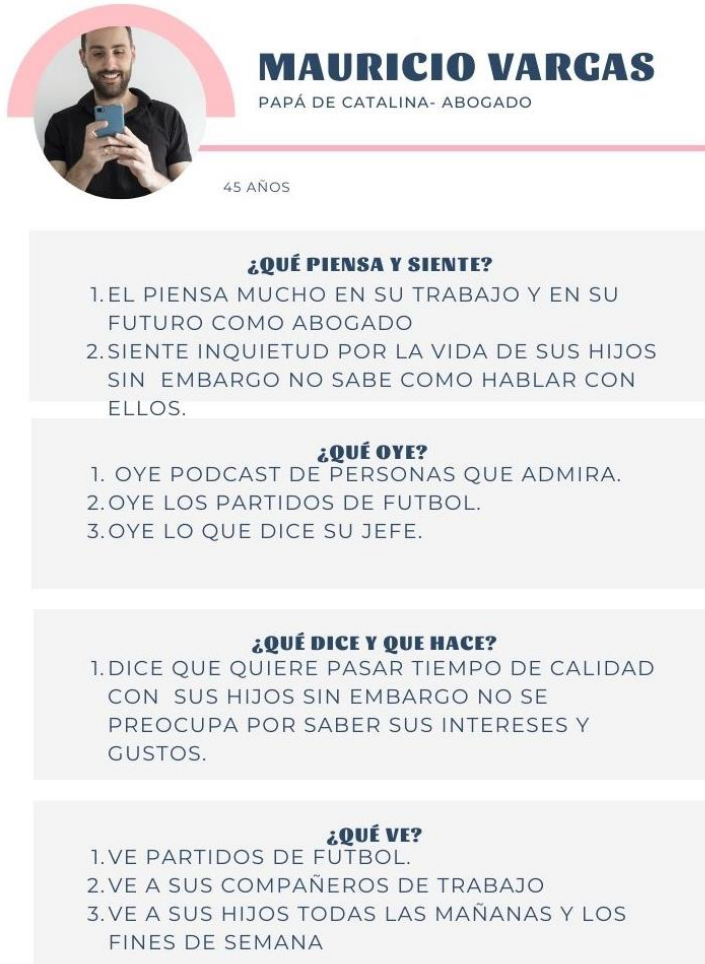 MAURICIO VARGAS
PAPÁ DE CATALINA- ABOGADO
45 AÑOS
¿QUÉ PIENSA Y SIENTE?
1. EL PIENSA MUCHO EN SU TRABAJO Y EN SU
FUTURO COMO ABOGADO
2. SIENTE INQUIETUD POR LA VIDA DE SUS HIJOS
SIN EMBARGO NO SABE COMO HABLAR CON
ELLOS.
¿QUÉ OYE?
1. OYE PODCAST DE PERSONAS QUE ADMIRA.
2. OYE LOS PARTIDOS DE FUTBOL.
3. OYE LO QUE DICE SU JEFE.
¿QUÉ DICE Y QUE HACE?
1. DICE QUE QUIERE PASAR TIEMPO DE CALIDAD
CON SUS HIJOS SIN EMBARGO NO SE
PREOCUPA POR SABER SUS INTERESES Y
GUSTOS.
¿QUÉ VE?
1. VE PARTIDOS DE FUTBOL.
2. VE A SUS COMPAÑEROS DE TRABAJO
3. VE A SUS HIJOS TODAS LAS MAÑANAS Y LOS
FINES DE SEMANA